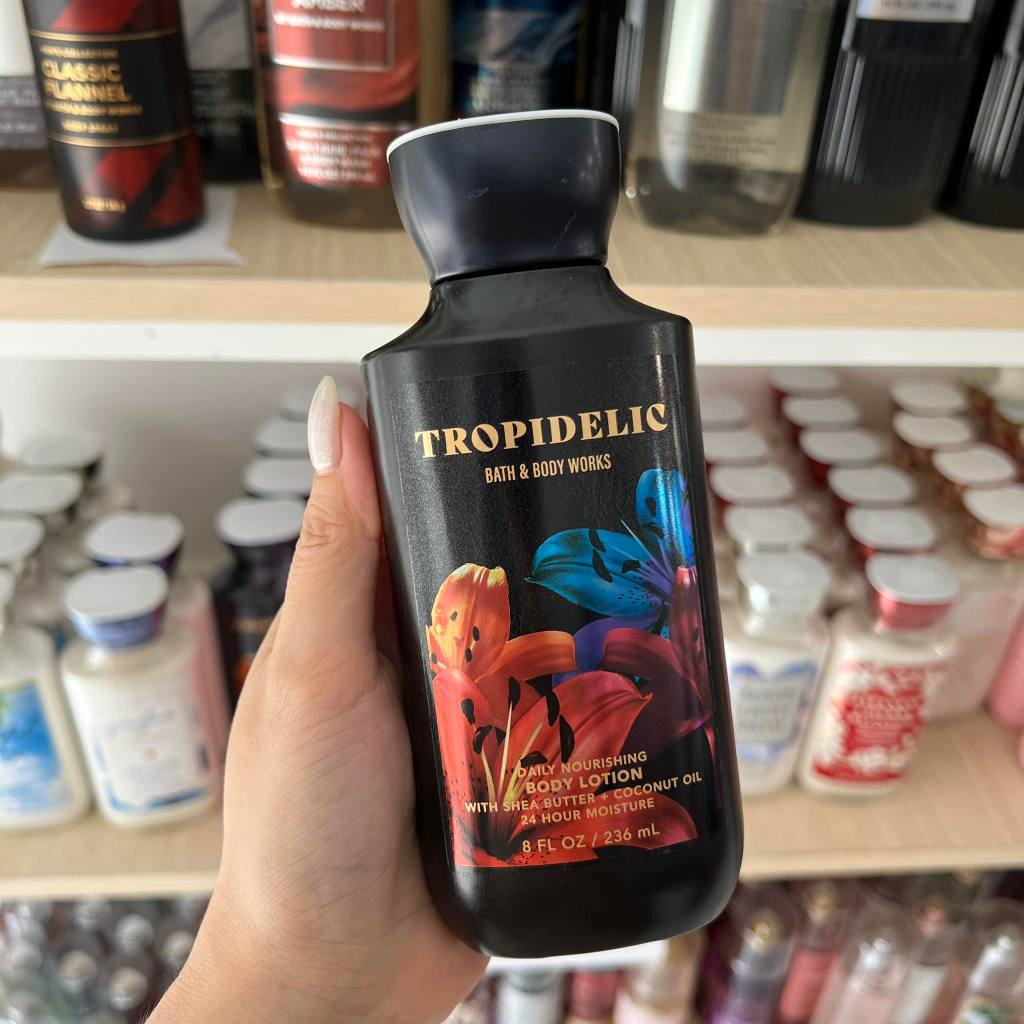 CLASSIC
FLANNEL
AMBER
TROPIDELIC
BATH & BODY WORKS
DAILY NOURISHING
BODY LOTION
WITH SHEA BUTTER + COCONUT OIL
24 HOUR MOISTURE
8 FL OZ / 236 mL